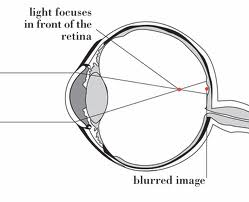 light focuses
in front of the
retina
blurred image